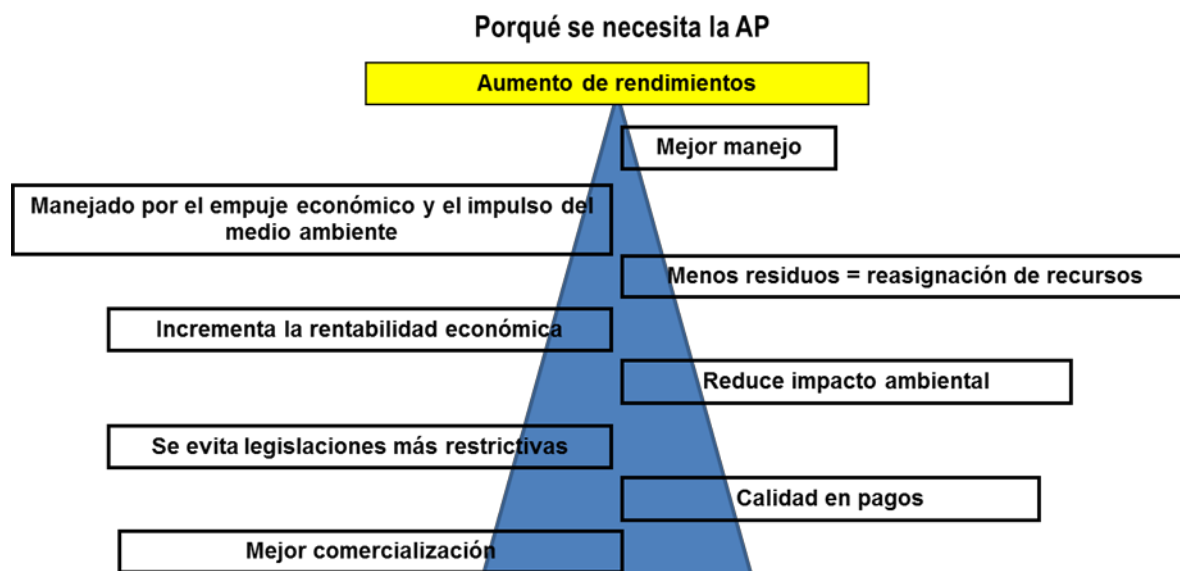 Porqué se necesita la AP
Aumento de rendimientos
Mejor manejo
Manejado por el empuje económico y el impulso del
medio ambiente
Menos residuos = reasignación de recursos
Incrementa la rentabilidad económica
Reduce impacto ambiental
Se evita legislaciones más restrictivas
Calidad en pagos
Mejor comercialización